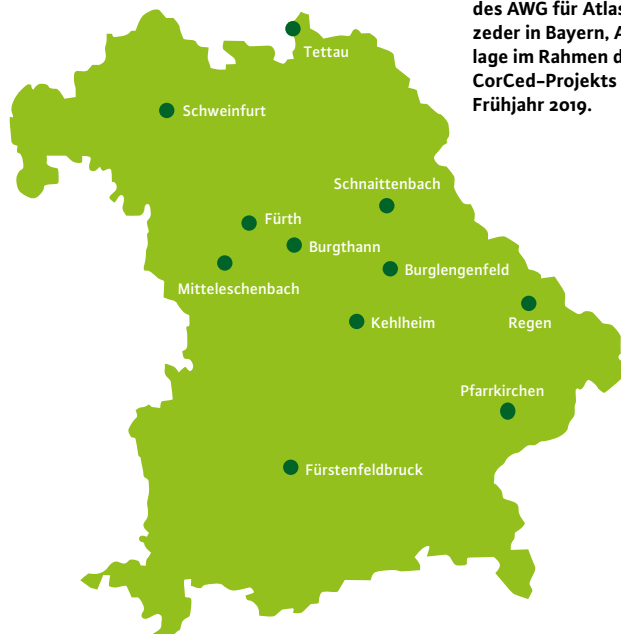 des AWG für Atlas
zeder in Bayern, A
lage im Rahmen d
CorCed-Projekts
Frühjahr 2019.
Tettau
Schweinfurt
Schnaittenbach
Fürth
Burgthann
Burglengenfeld
Mitteleschenbach
Kehlheim
Regen
Pfarrkirchen
Fürstenfeldbruck